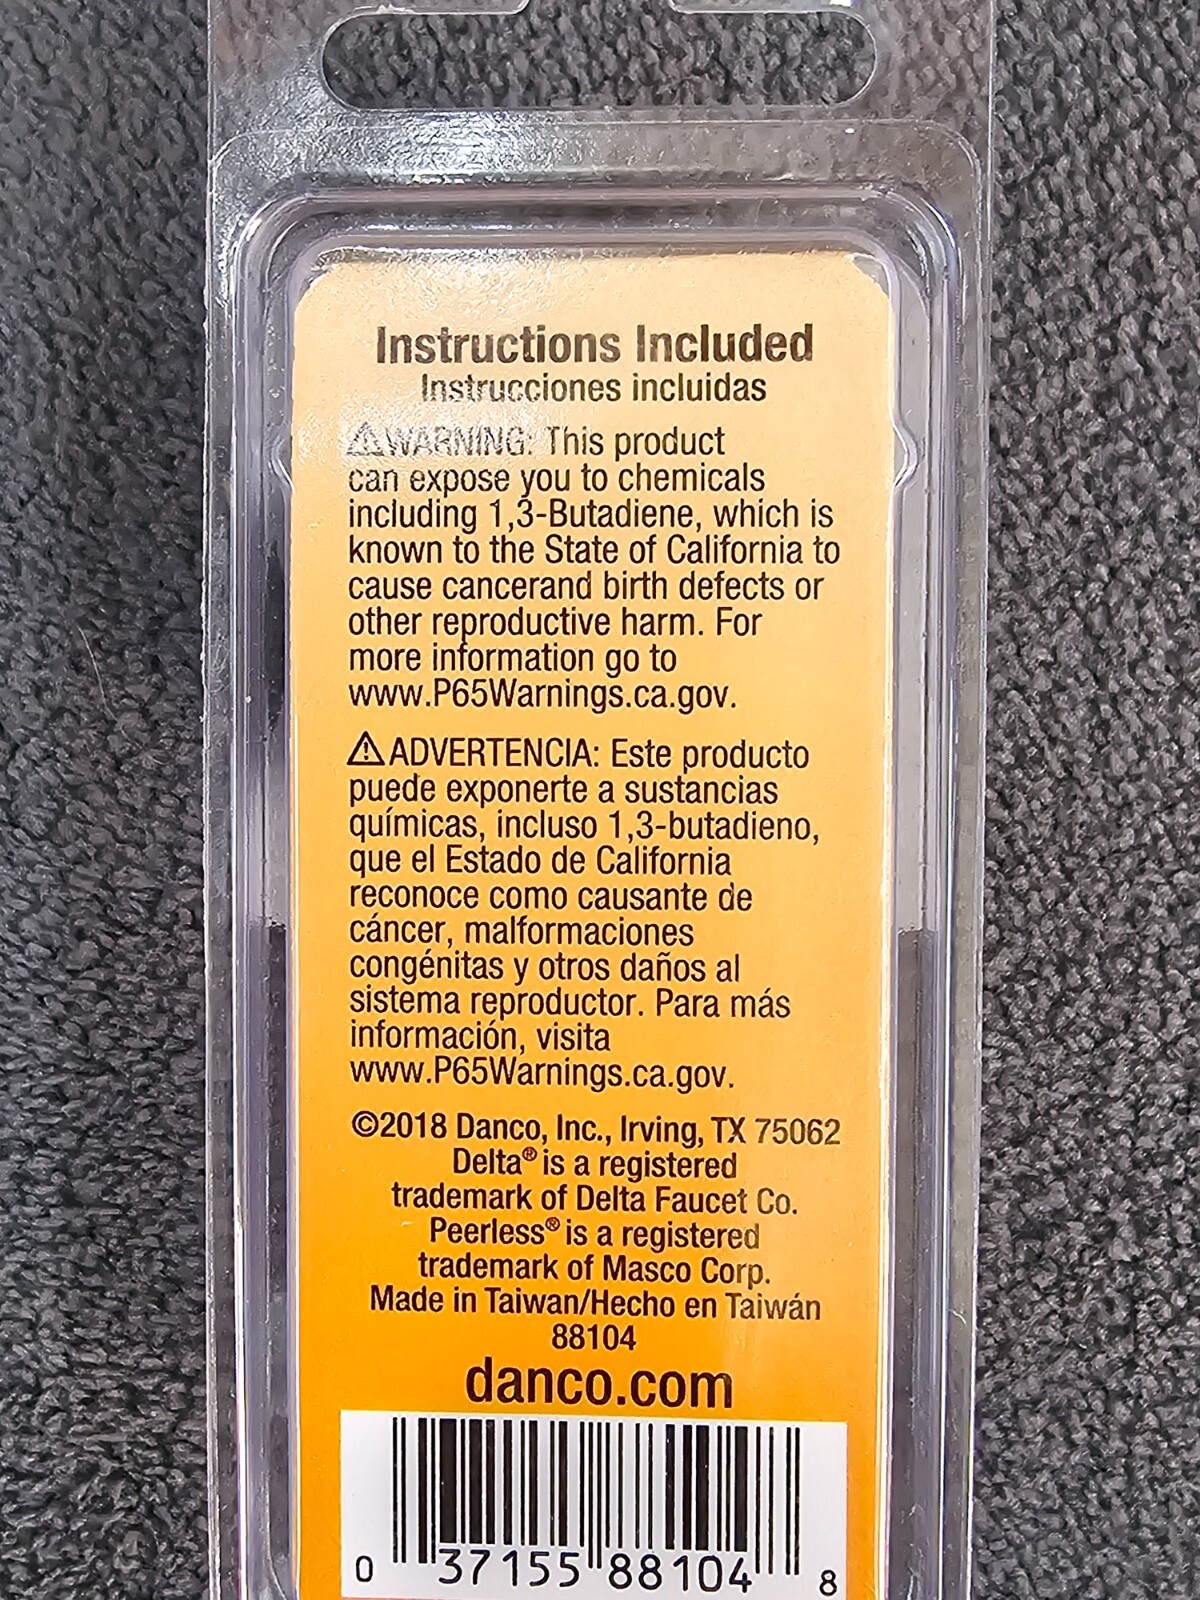 Instructions Included
Instrucciones incluidas
⚠WARNING: This product
can expose you to chemicals
including 1,3-Butadiene, which is
known to the State of California to
cause cancerand birth defects or
other reproductive harm. For
more information go to
www.P65Warnings.ca.gov.
⚠ADVERTENCIA: Este producto
puede exponerte a sustancias
químicas, incluso 1,3-butadieno,
que el Estado de California
reconoce como causante de
cáncer, malformaciones
congénitas y otros daños al
sistema reproductor. Para más
información, visita
www.P65Warnings.ca.gov.
©2018 Danco, Inc., Irving, TX 75062
Delta® is a registered
trademark of Delta Faucet Co.
Peerless® is a registered
trademark of Masco Corp.
Made in Taiwan/Hecho en Taiwán
88104
danco.com
0 37155 88104 8